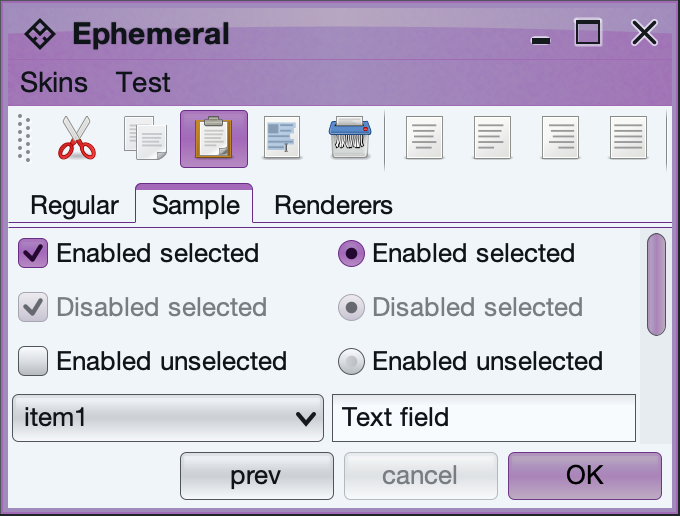 Ephemeral
Skins Test
Regular Sample Renderers
Enabled selected Enabled selected
Disabled selected Disabled selected
Enabled unselected Enabled unselected
item1 Text field
prev cancel OK